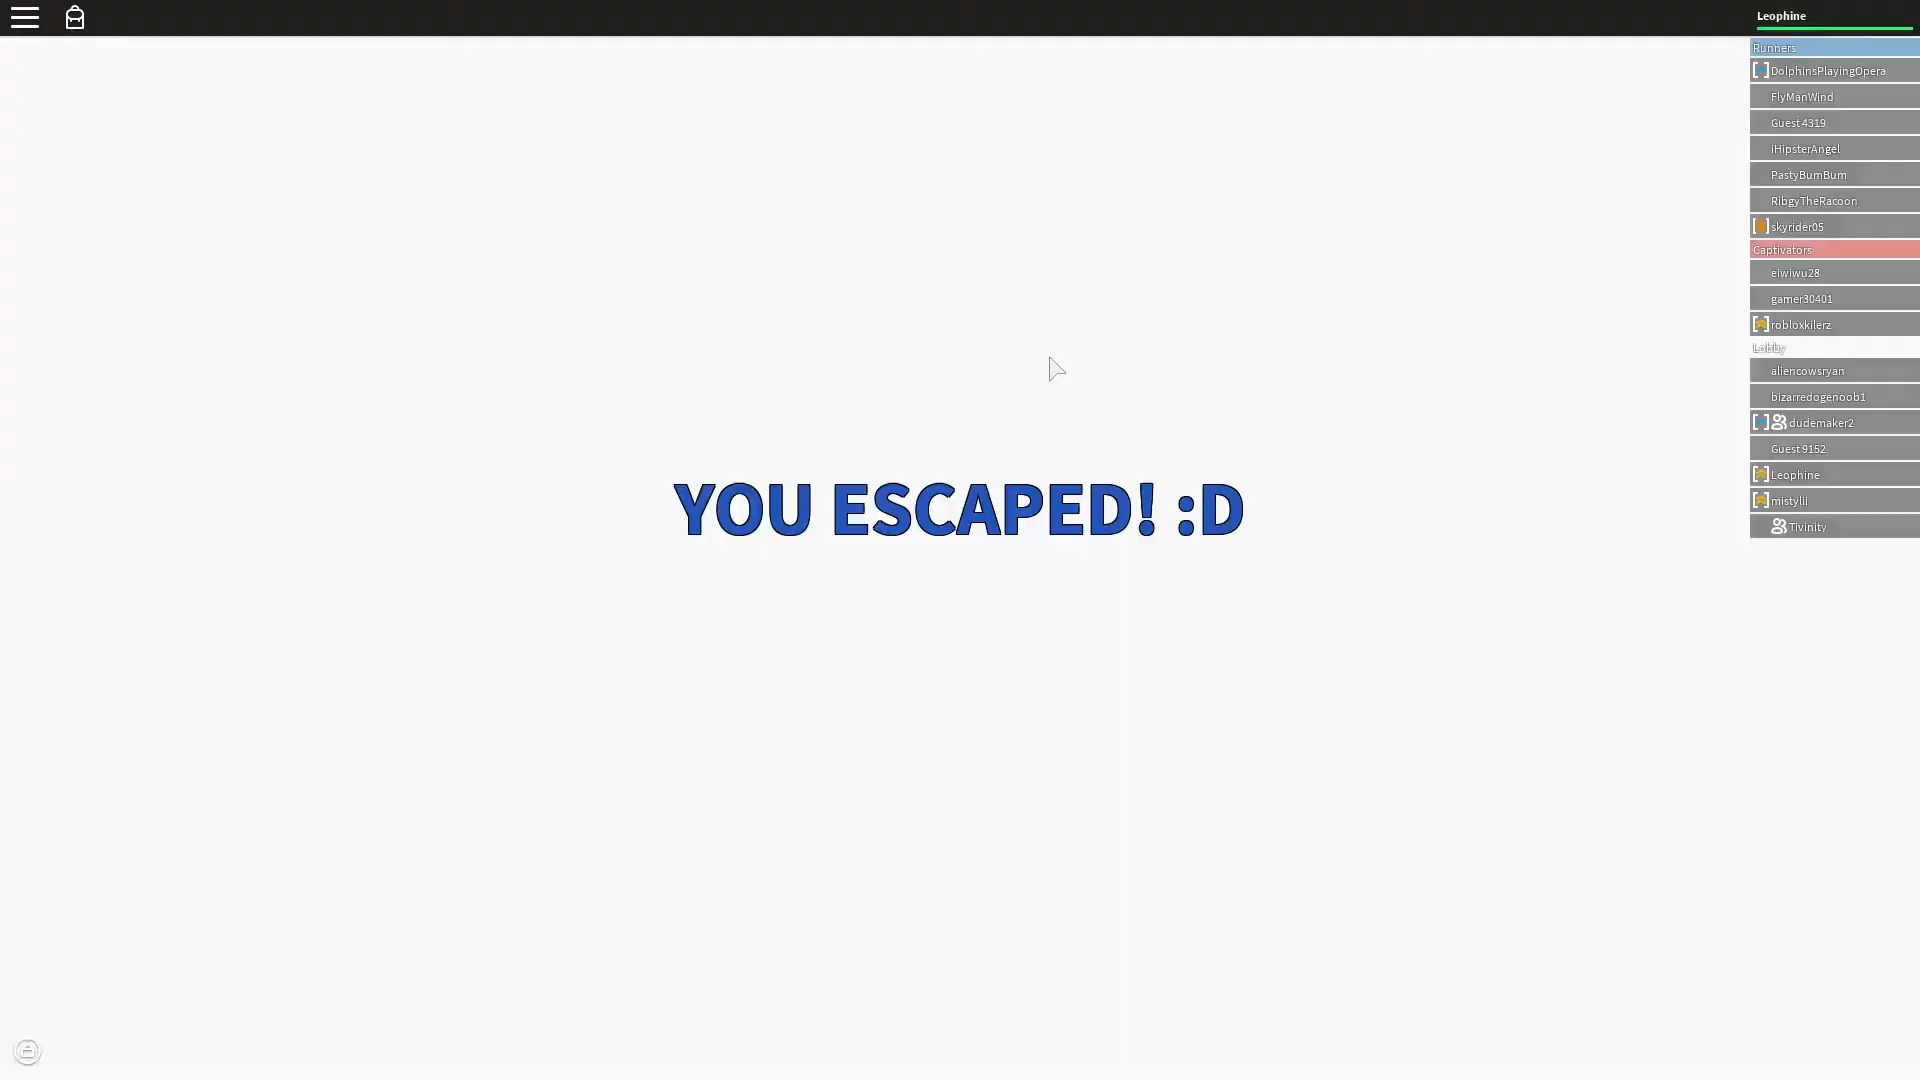 Leophine
Runners
DolphinsPlayingOpera
FlyManWind
Guest 4319
iHipsterAngel
PastyBumBum
RibgyTheRacoon
skyrider05
Captivators
eiwiwu28
gamer30401
robloxkilerz
Lobby
aliencowsryan
bizarredogenoob1
dudemaker2
Guest 9152
Leophine
mistylii
Tivinity
YOU ESCAPED! :D